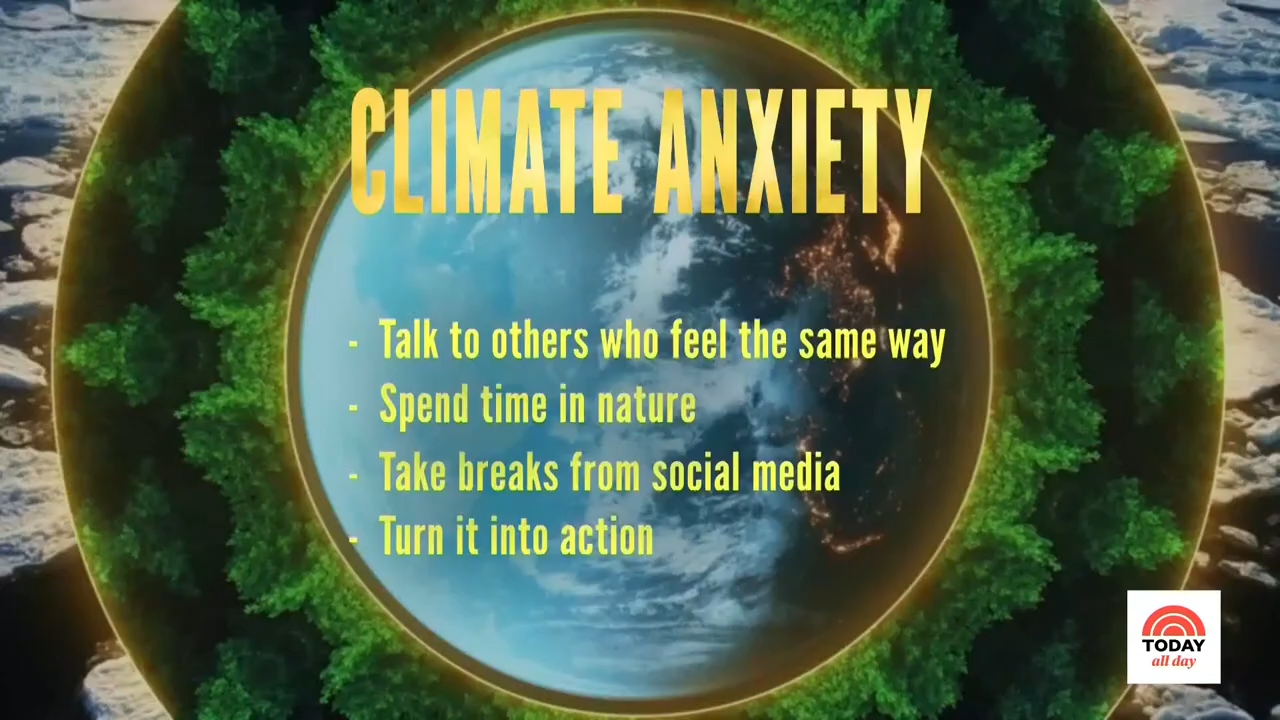 CLIMATE ANXIETY
- Talk to others who feel the same way
- Spend time in nature
- Take breaks from social media
- Turn it into action
TODAY
all day